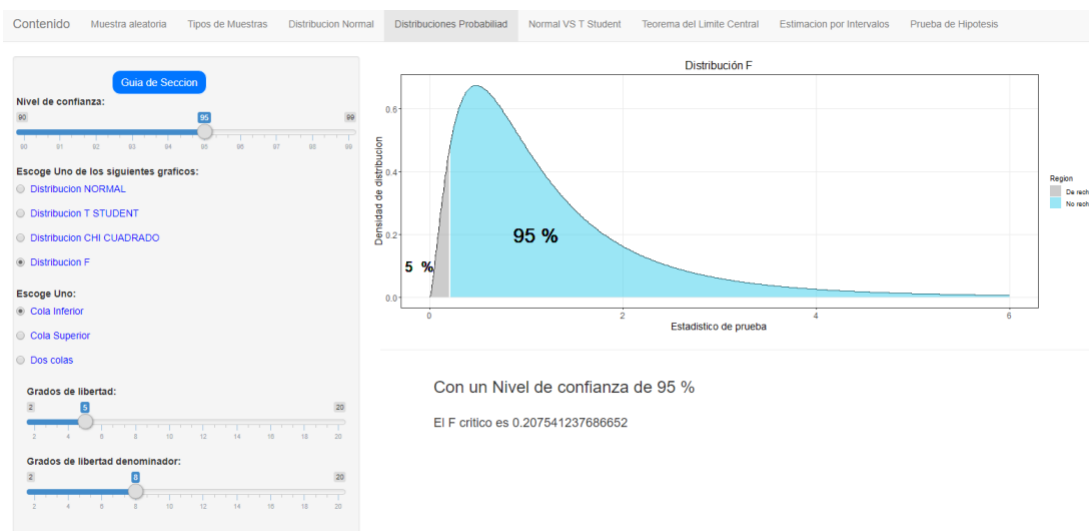 Contenido Muestra aleatoria Tipos de Muestras Distribucion Normal Distribuciones Probabiliad Normal VS T Student Teorema del Limite Central Estimacion por Intervalos Prueba de Hipotesis
Guia de Seccion
Nivel de confianza:
90 95 99
90 91 92 93 94 95 96 97 98 99
Escoge Uno de los siguientes graficos:
Distribucion NORMAL
Distribucion T STUDENT
Distribucion CHI CUADRADO
Distribucion F
Escoge Uno:
Cola Inferior
Cola Superior
Dos colas
Grados de libertad:
2 5 20
2 4 6 8 10 12 14 16 18 20
Grados de libertad denominador:
2 8 20
2 4 6 8 10 12 14 16 18 20
Distribución F
Densidad de distribucion
0.6
0.4
0.2
0.0
5 %
95 %
0 2 4 6
Estadistico de prueba
Region
De rech
No rech
Con un Nivel de confianza de 95 %
El F critico es 0.207541237686652